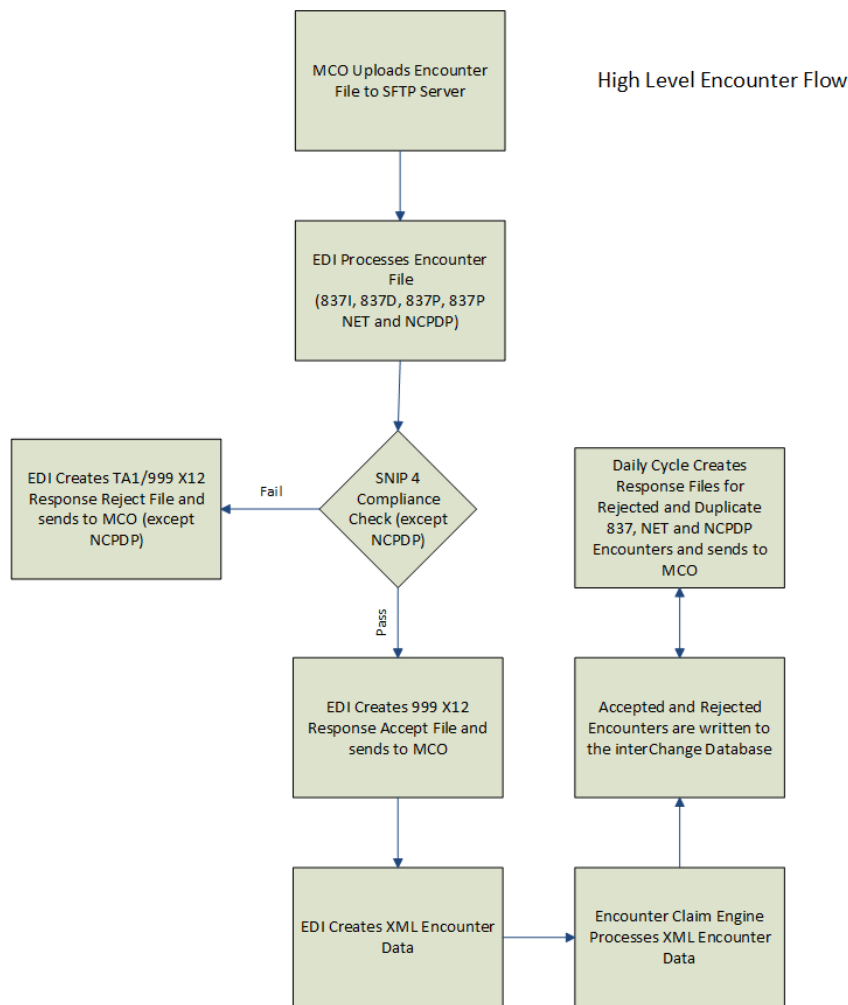 High Level Encounter Flow
MCO Uploads Encounter
File to SFTP Server
EDI Processes Encounter
File
(837I, 837D, 837P, 837P
NET and NCPDP)
SNIP 4
Compliance
Check (except
NCPDP)
Fail
EDI Creates TA1/999 X12
Response Reject File and
sends to MCO (except
NCPDP)
Pass
EDI Creates 999 X12
Response Accept File and
sends to MCO
EDI Creates XML Encounter
Data
Encounter Claim Engine
Processes XML Encounter
Data
Accepted and Rejected
Encounters are written to
the interChange Database
Daily Cycle Creates
Response Files for
Rejected and Duplicate
837, NET and NCPDP
Encounters and sends to
MCO